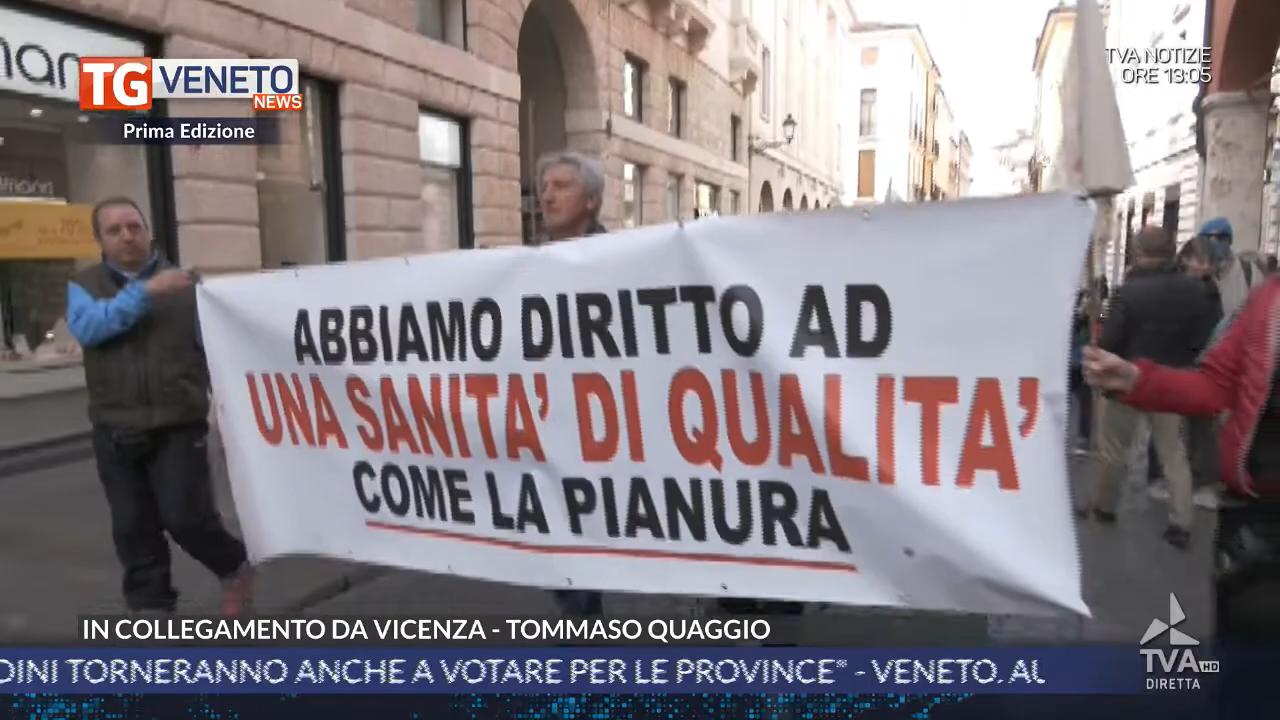 TG VENETO
NEWS
Prima Edizione
TVA NOTIZIE
ORE 13:05
ABBIAMO DIRITTO AD
UNA SANITA' DI QUALITA'
COME LA PIANURA
IN COLLEGAMENTO DA VICENZA - TOMMASO QUAGGIO
DINI TORNERANNO ANCHE A VOTARE PER LE PROVINCE" - VENETO. AU
TVA HD
DIRETTA